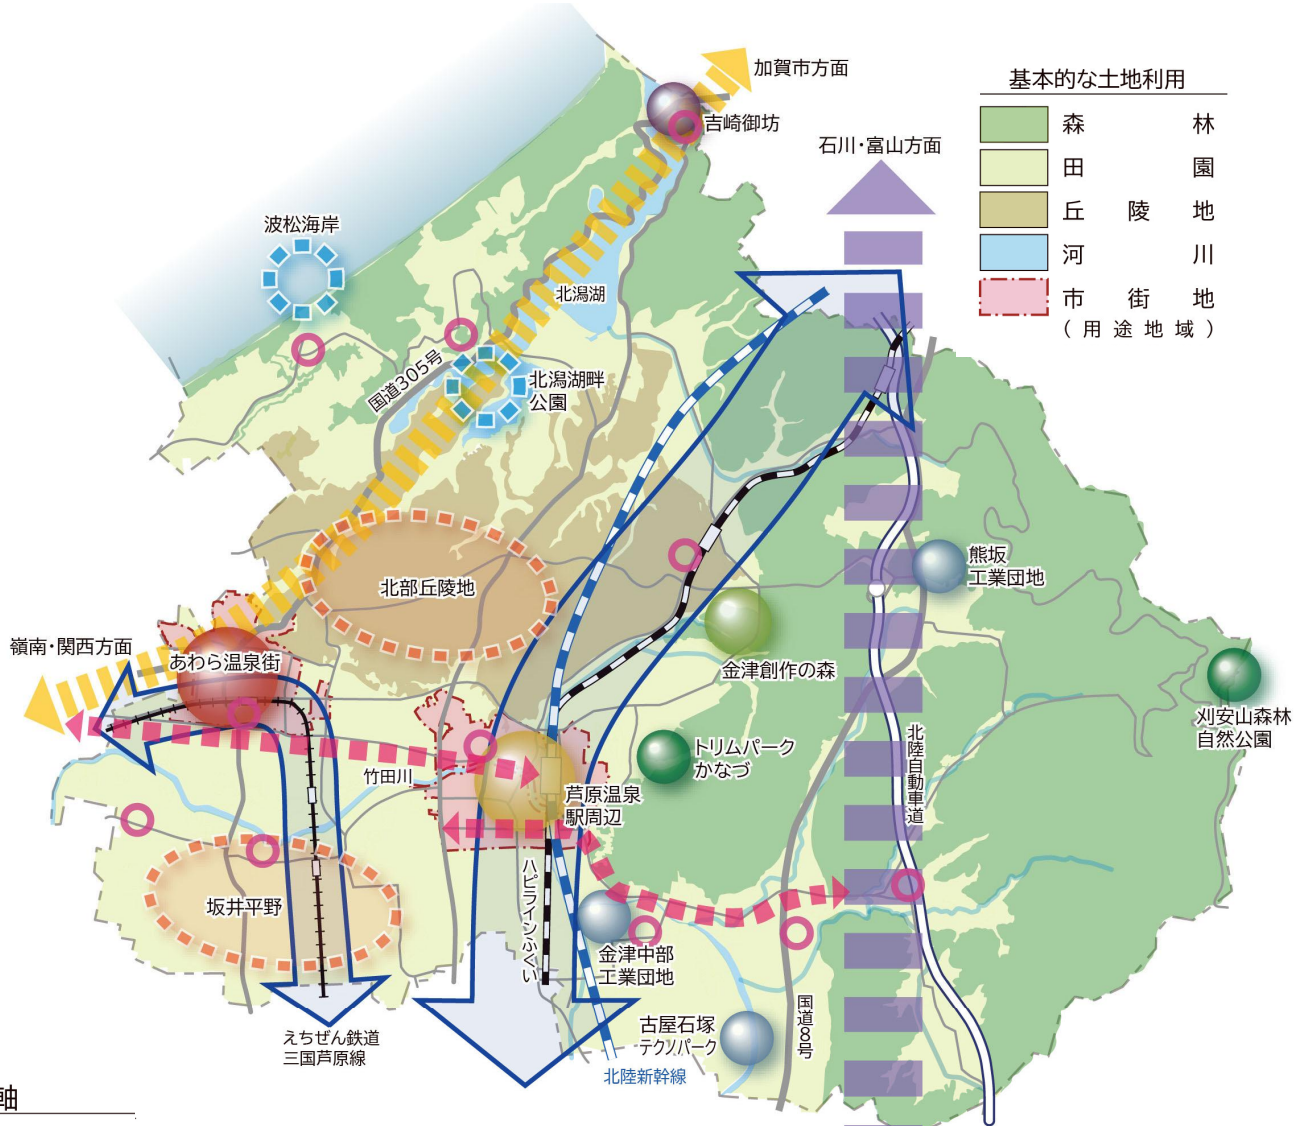 加賀市方面
吉崎御坊
石川・富山方面
基本的な土地利用
森林
田園
丘陵地
河川
市街地
(用途地域)
波松海岸
北潟湖
国道305号
北潟湖畔
公園
北部丘陵地
熊坂
工業団地
嶺南・関西方面
あわら温泉街
金津創作の森
刈安山森林
自然公園
トリムパーク
かなづ
北陸自動車道
竹田川
芦原温泉
駅周辺
ハピラインふくい
坂井平野
金津中部
工業団地
国道8号
古屋石塚
テクノパーク
えちぜん鉄道
三国芦原線
北陸新幹線
軸